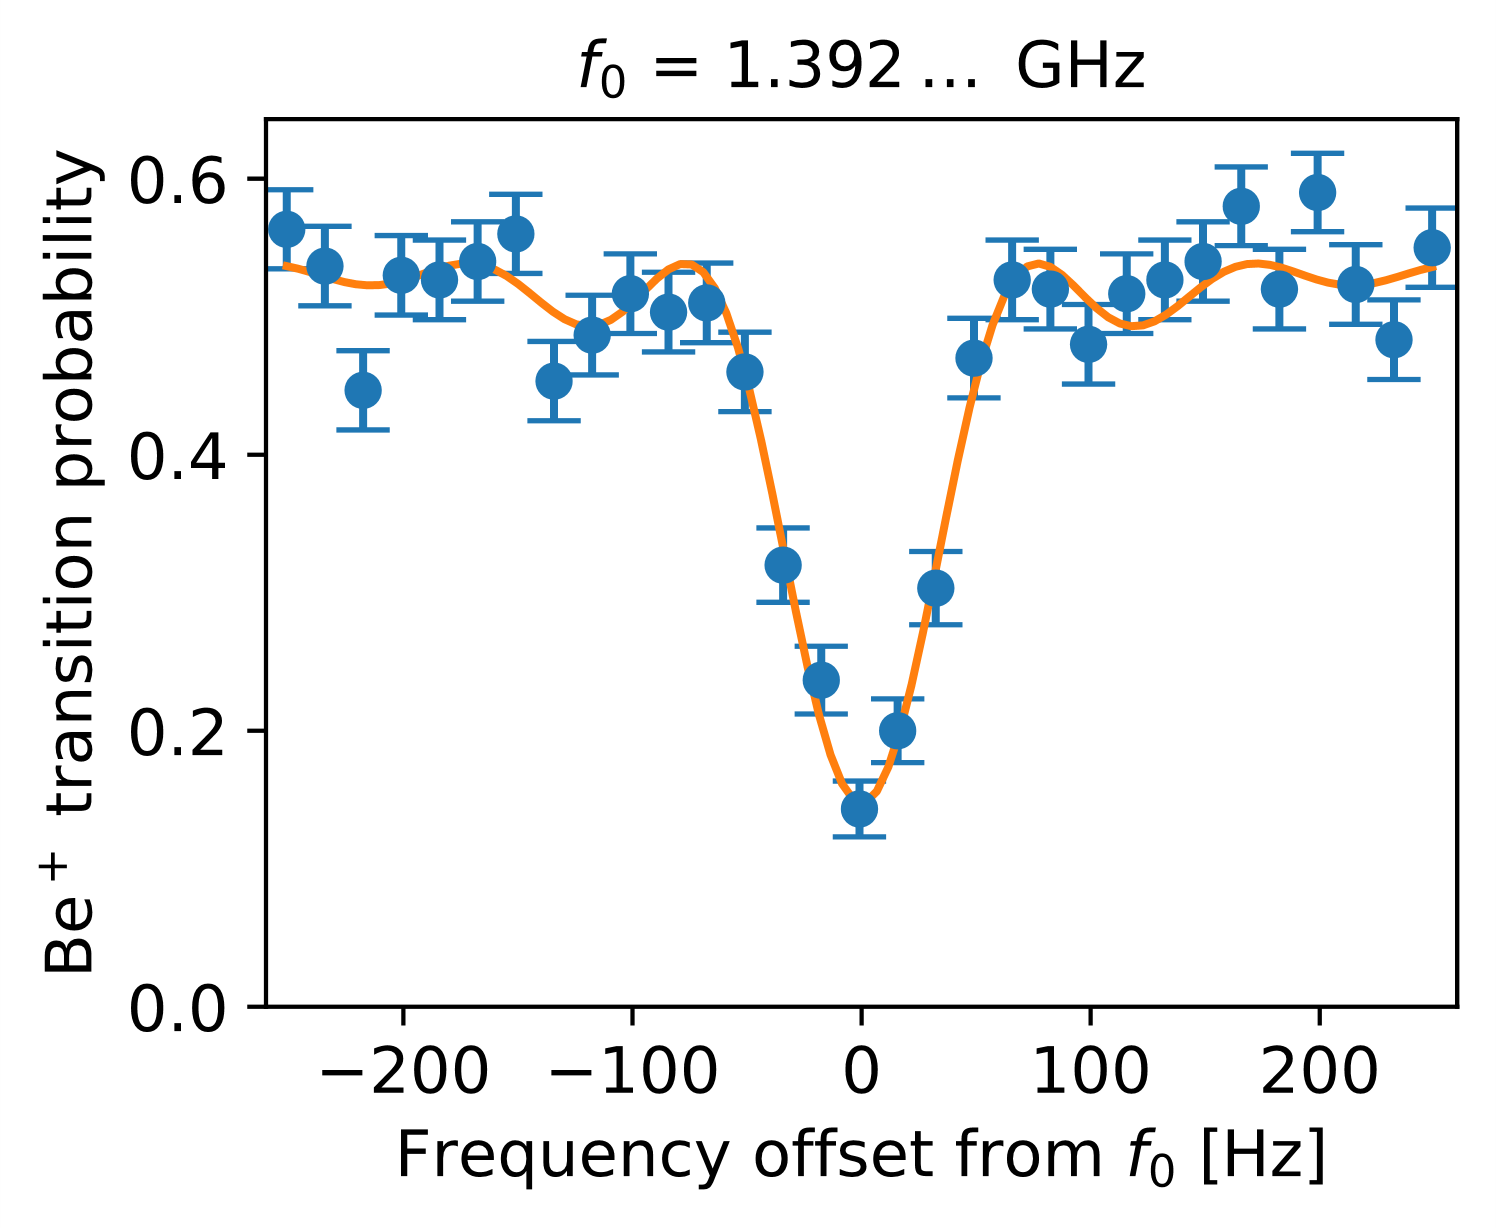 f₀ = 1.392 ... GHz
Be⁺ transition probability
0.6
0.4
0.2
0.0
−200 −100 0 100 200
Frequency offset from f₀ [Hz]